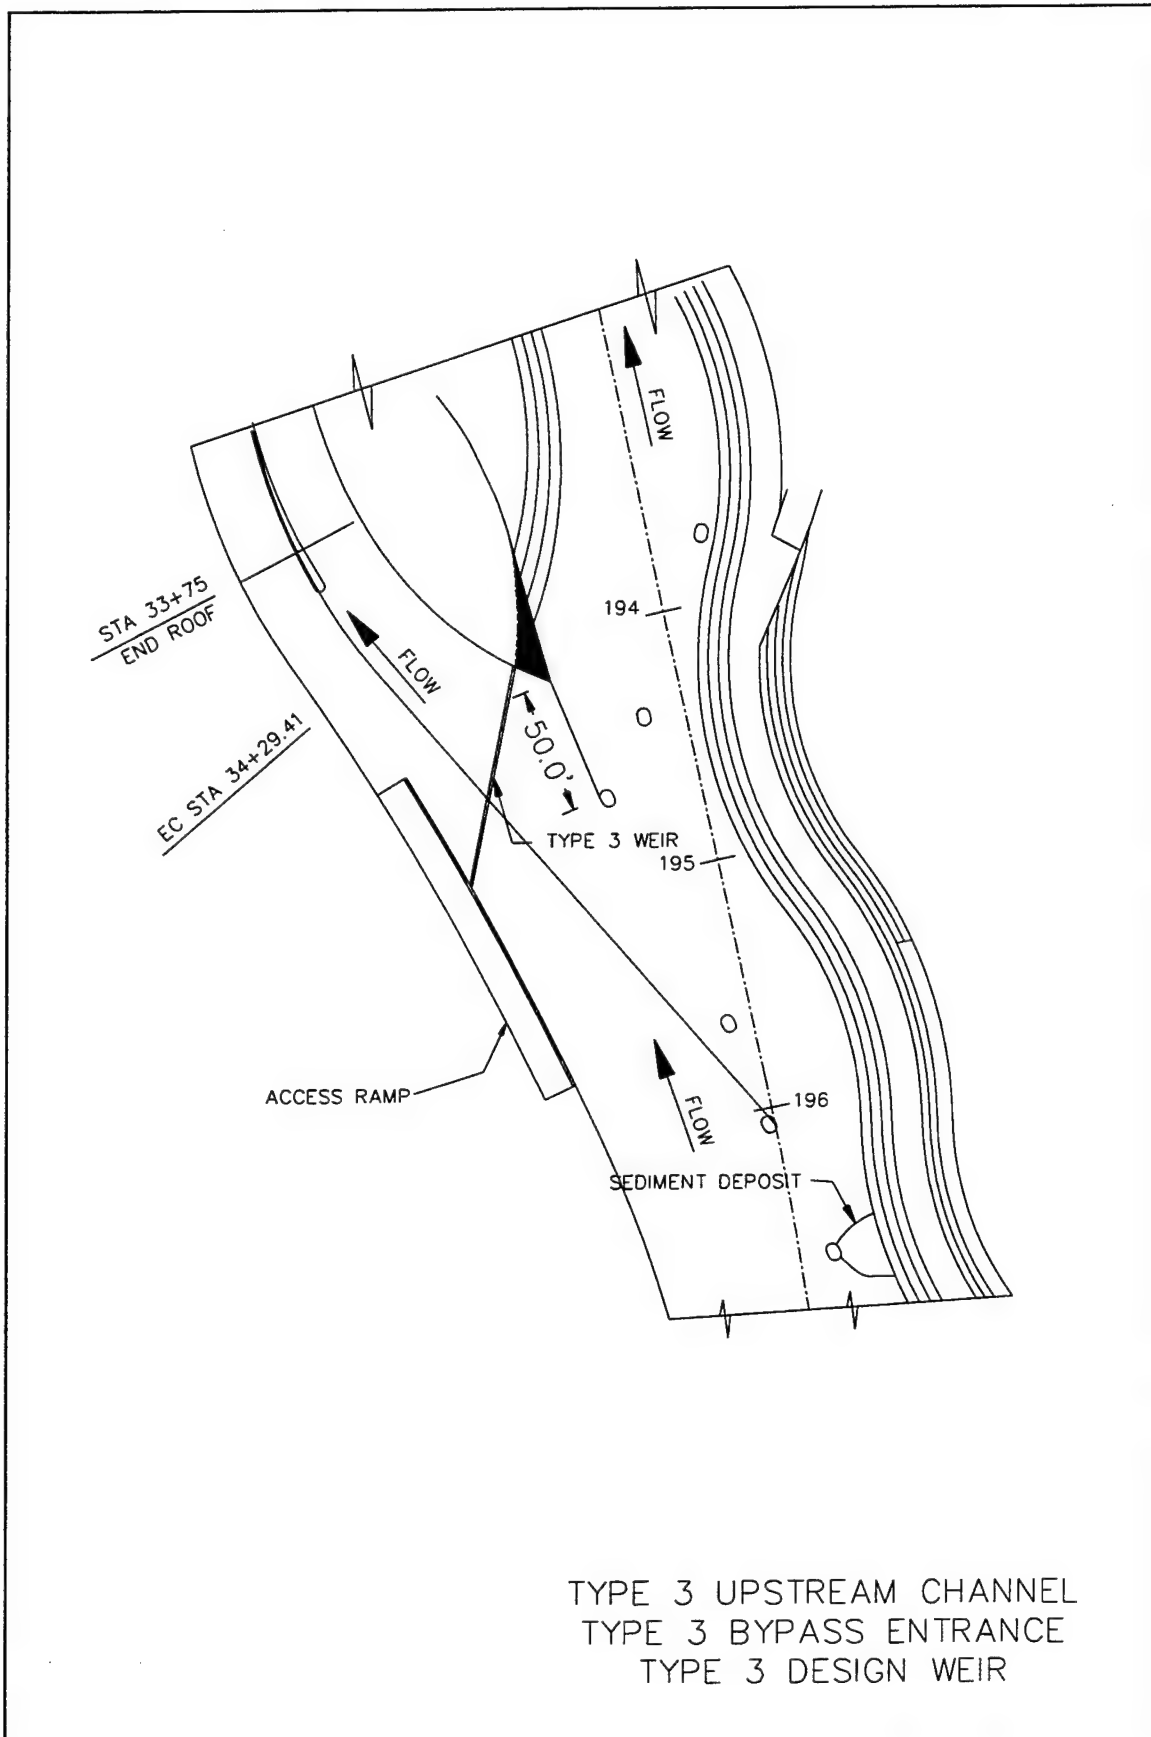 FLOW
STA 33+75
END ROOF
194
FLOW
EC STA 34+29.41
50.0'
TYPE 3 WEIR
195
ACCESS RAMP
FLOW
196
SEDIMENT DEPOSIT
TYPE 3 UPSTREAM CHANNEL
TYPE 3 BYPASS ENTRANCE
TYPE 3 DESIGN WEIR